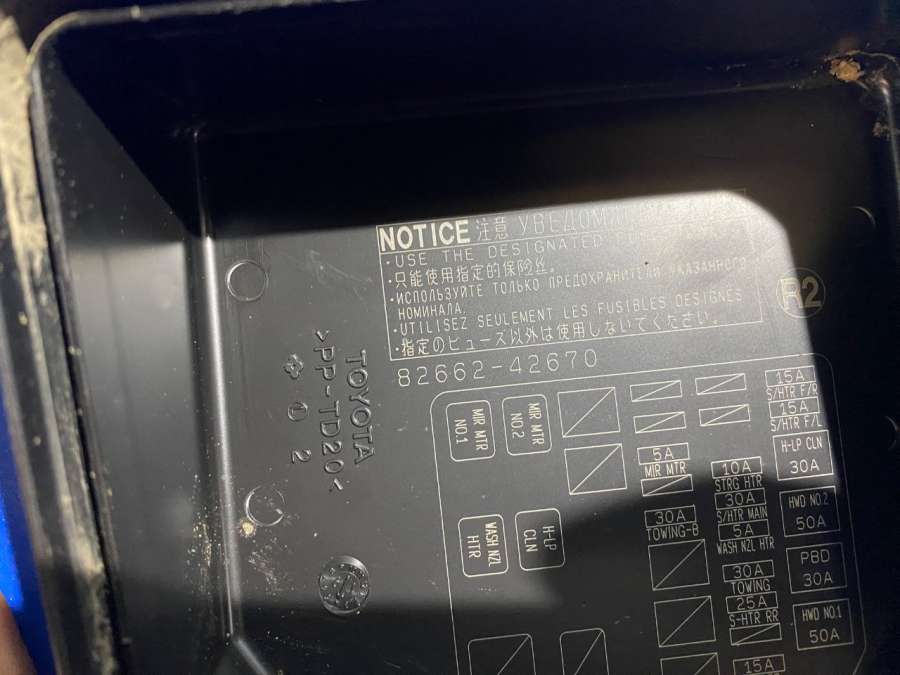 NOTICE 注意 УВЕДОМЛ
·USE THE DESIGNATED
·只能使用指定的保险丝.
·ИСПОЛЬЗУЙТЕ ТОЛЬКО ПРЕДОХРАНИТЕЛИ УКАЗАННОГО
НОМИНАЛА.
·UTILISEZ SEULEMENT LES FUSIBLES DESIGNES
·指定のヒューズ以外は使用しないでください.
R2
82662-42670
TOYOTA
>PP-TD20<
2
MIR MTR
NO.1
MIR MTR
NO.2
15A
S/HTR F/R
15A
S/HTR F/L
5A
MIR MTR
H-LP CLN
30A
10A
STRG HTR
30A
S/HTR MAIN
HWD NO.2
50A
30A
TOWING-B
5A
WASH NZL HTR
WASH NZL
HTR
H-LP
CLN
PBD
30A
30A
TOWING
25A
S-HTR RR
HWD NO.1
50A
15A